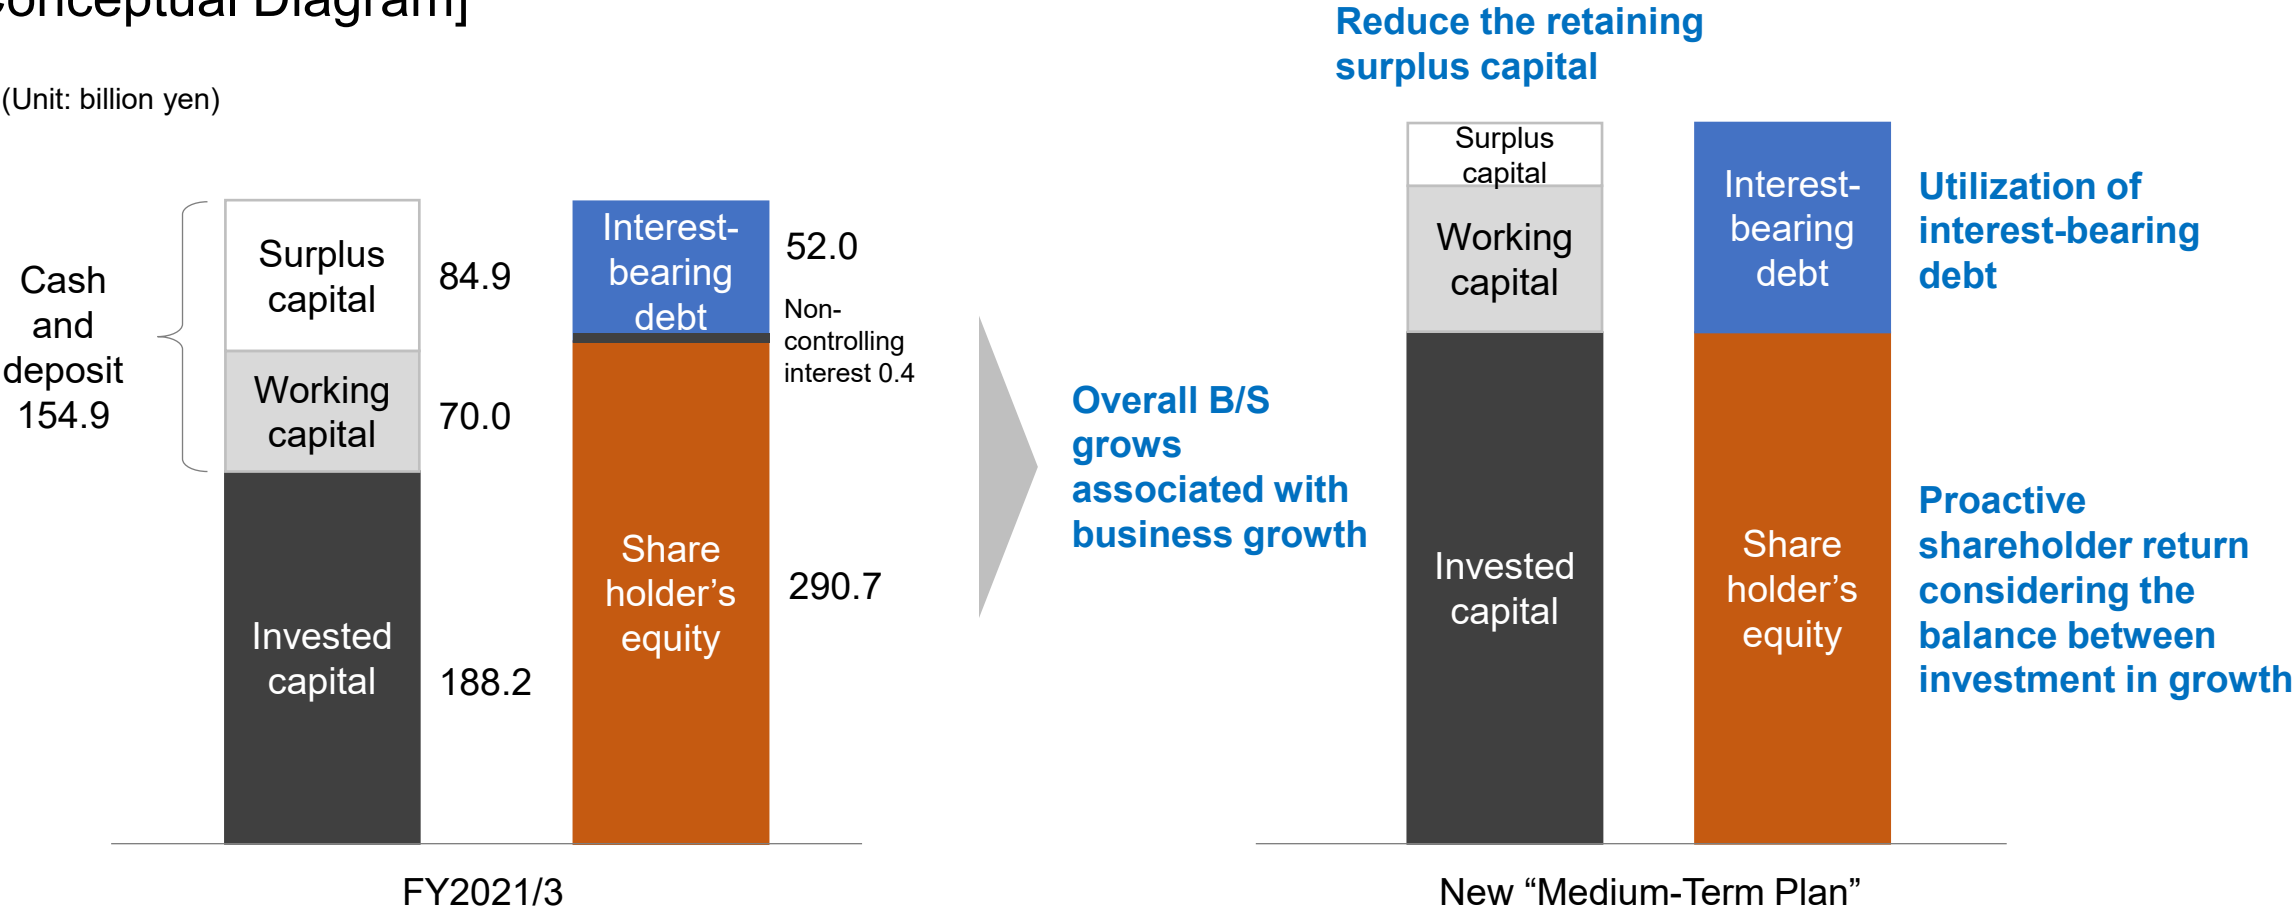 Conceptual Diagram]
(Unit: billion yen)
Cash
and
deposit
154.9
Surplus
capital
84.9
Working
capital
70.0
Invested
capital
188.2
Interest-
bearing
debt
52.0
Non-
controlling
interest 0.4
Share
holder’s
equity
290.7
FY2021/3
Overall B/S
grows
associated with
business growth
Reduce the retaining
surplus capital
Surplus
capital
Working
capital
Invested
capital
Interest-
bearing
debt
Share
holder’s
equity
Utilization of
interest-bearing
debt
Proactive
shareholder return
considering the
balance between
investment in growth
New “Medium-Term Plan”